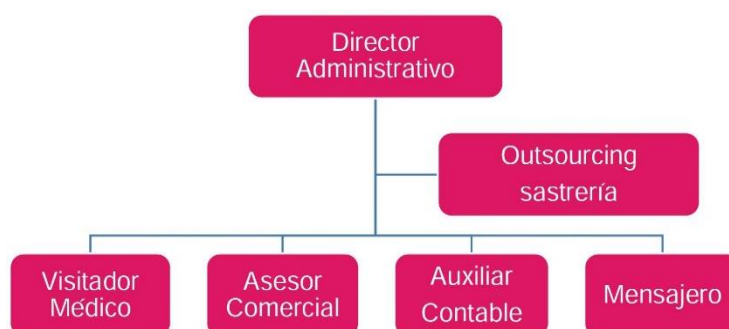 Director
Administrativo
Outsourcing
sastrería
Visitador
Médico
Asesor
Comercial
Auxiliar
Contable
Mensajero